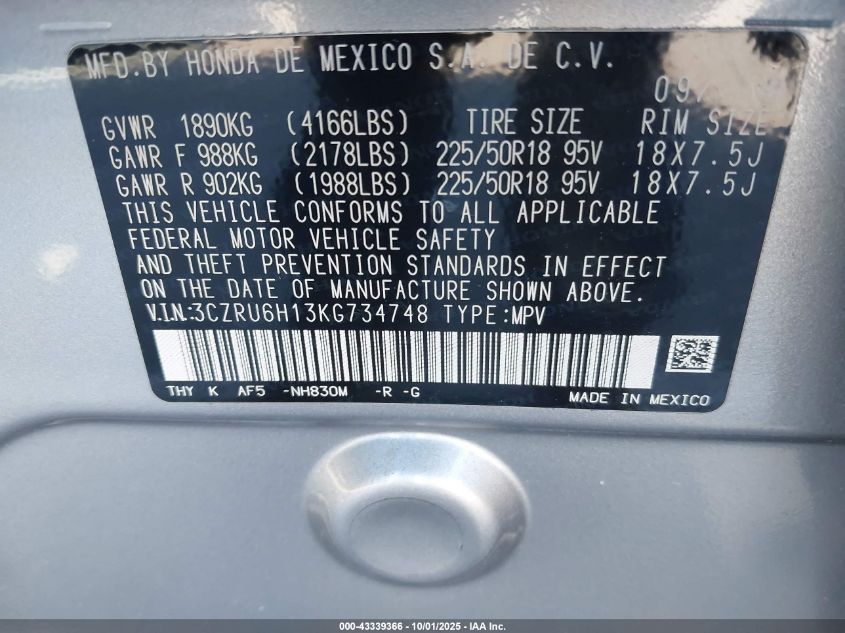 MFD.BY HONDA DE MEXICO S.A. DE C.V.
09/
GVWR 1890KG (4166LBS) TIRE SIZE RIM SIZE
GAWR F 988KG (2178LBS) 225/50R18 95V 18X7.5J
GAWR R 902KG (1988LBS) 225/50R18 95V 18X7.5J
THIS VEHICLE CONFORMS TO ALL APPLICABLE
FEDERAL MOTOR VEHICLE SAFETY
AND THEFT PREVENTION STANDARDS IN EFFECT
ON THE DATE OF MANUFACTURE SHOWN ABOVE.
V.I.N.:3CZRU6H13KG734748 TYPE:MPV
THY K AF5 -NH830M -R -G
MADE IN MEXICO
000-43339366 - 10/01/2025 - IAA Inc.